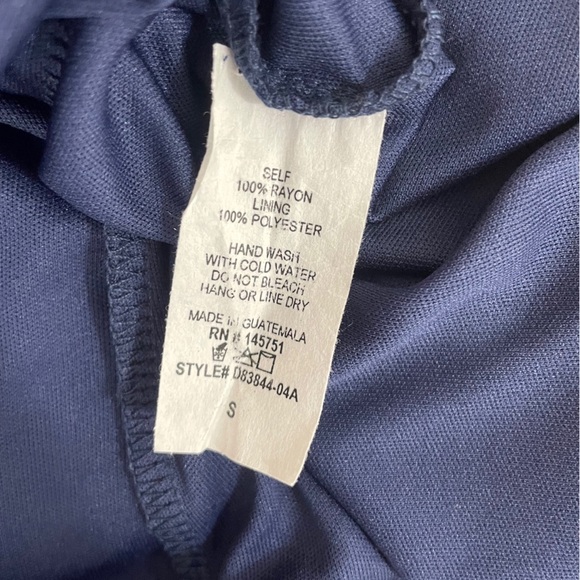 SELF
100% RAYON
LINING
100% POLYESTER
HAND WASH
WITH COLD WATER
DO NOT BLEACH
HANG OR LINE DRY
MADE IN GUATEMALA
RN # 145751
STYLE# D83844-04A
S